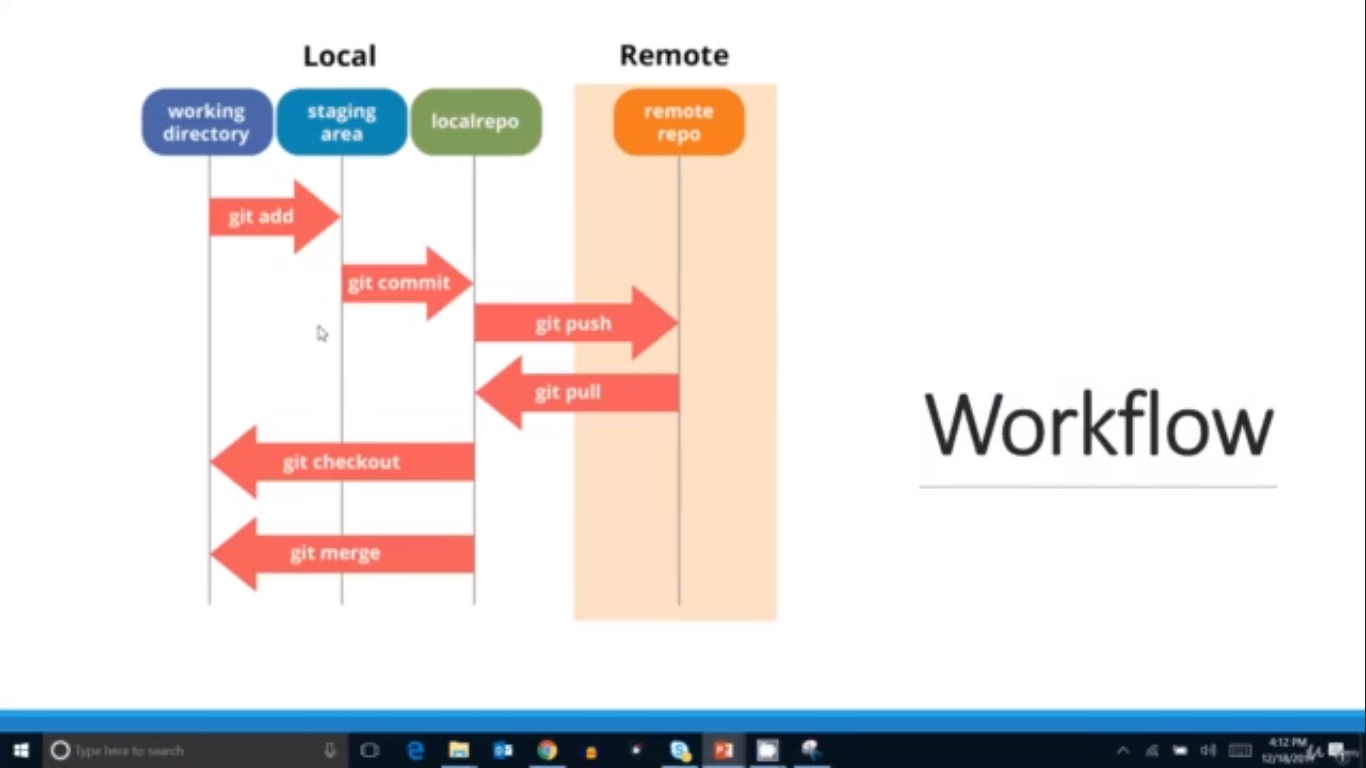 Local
Remote
working
directory
staging
area
localrepo
remote
repo
git add
git commit
git push
git pull
git checkout
git merge
Workflow
Type here to search
4:12 PM